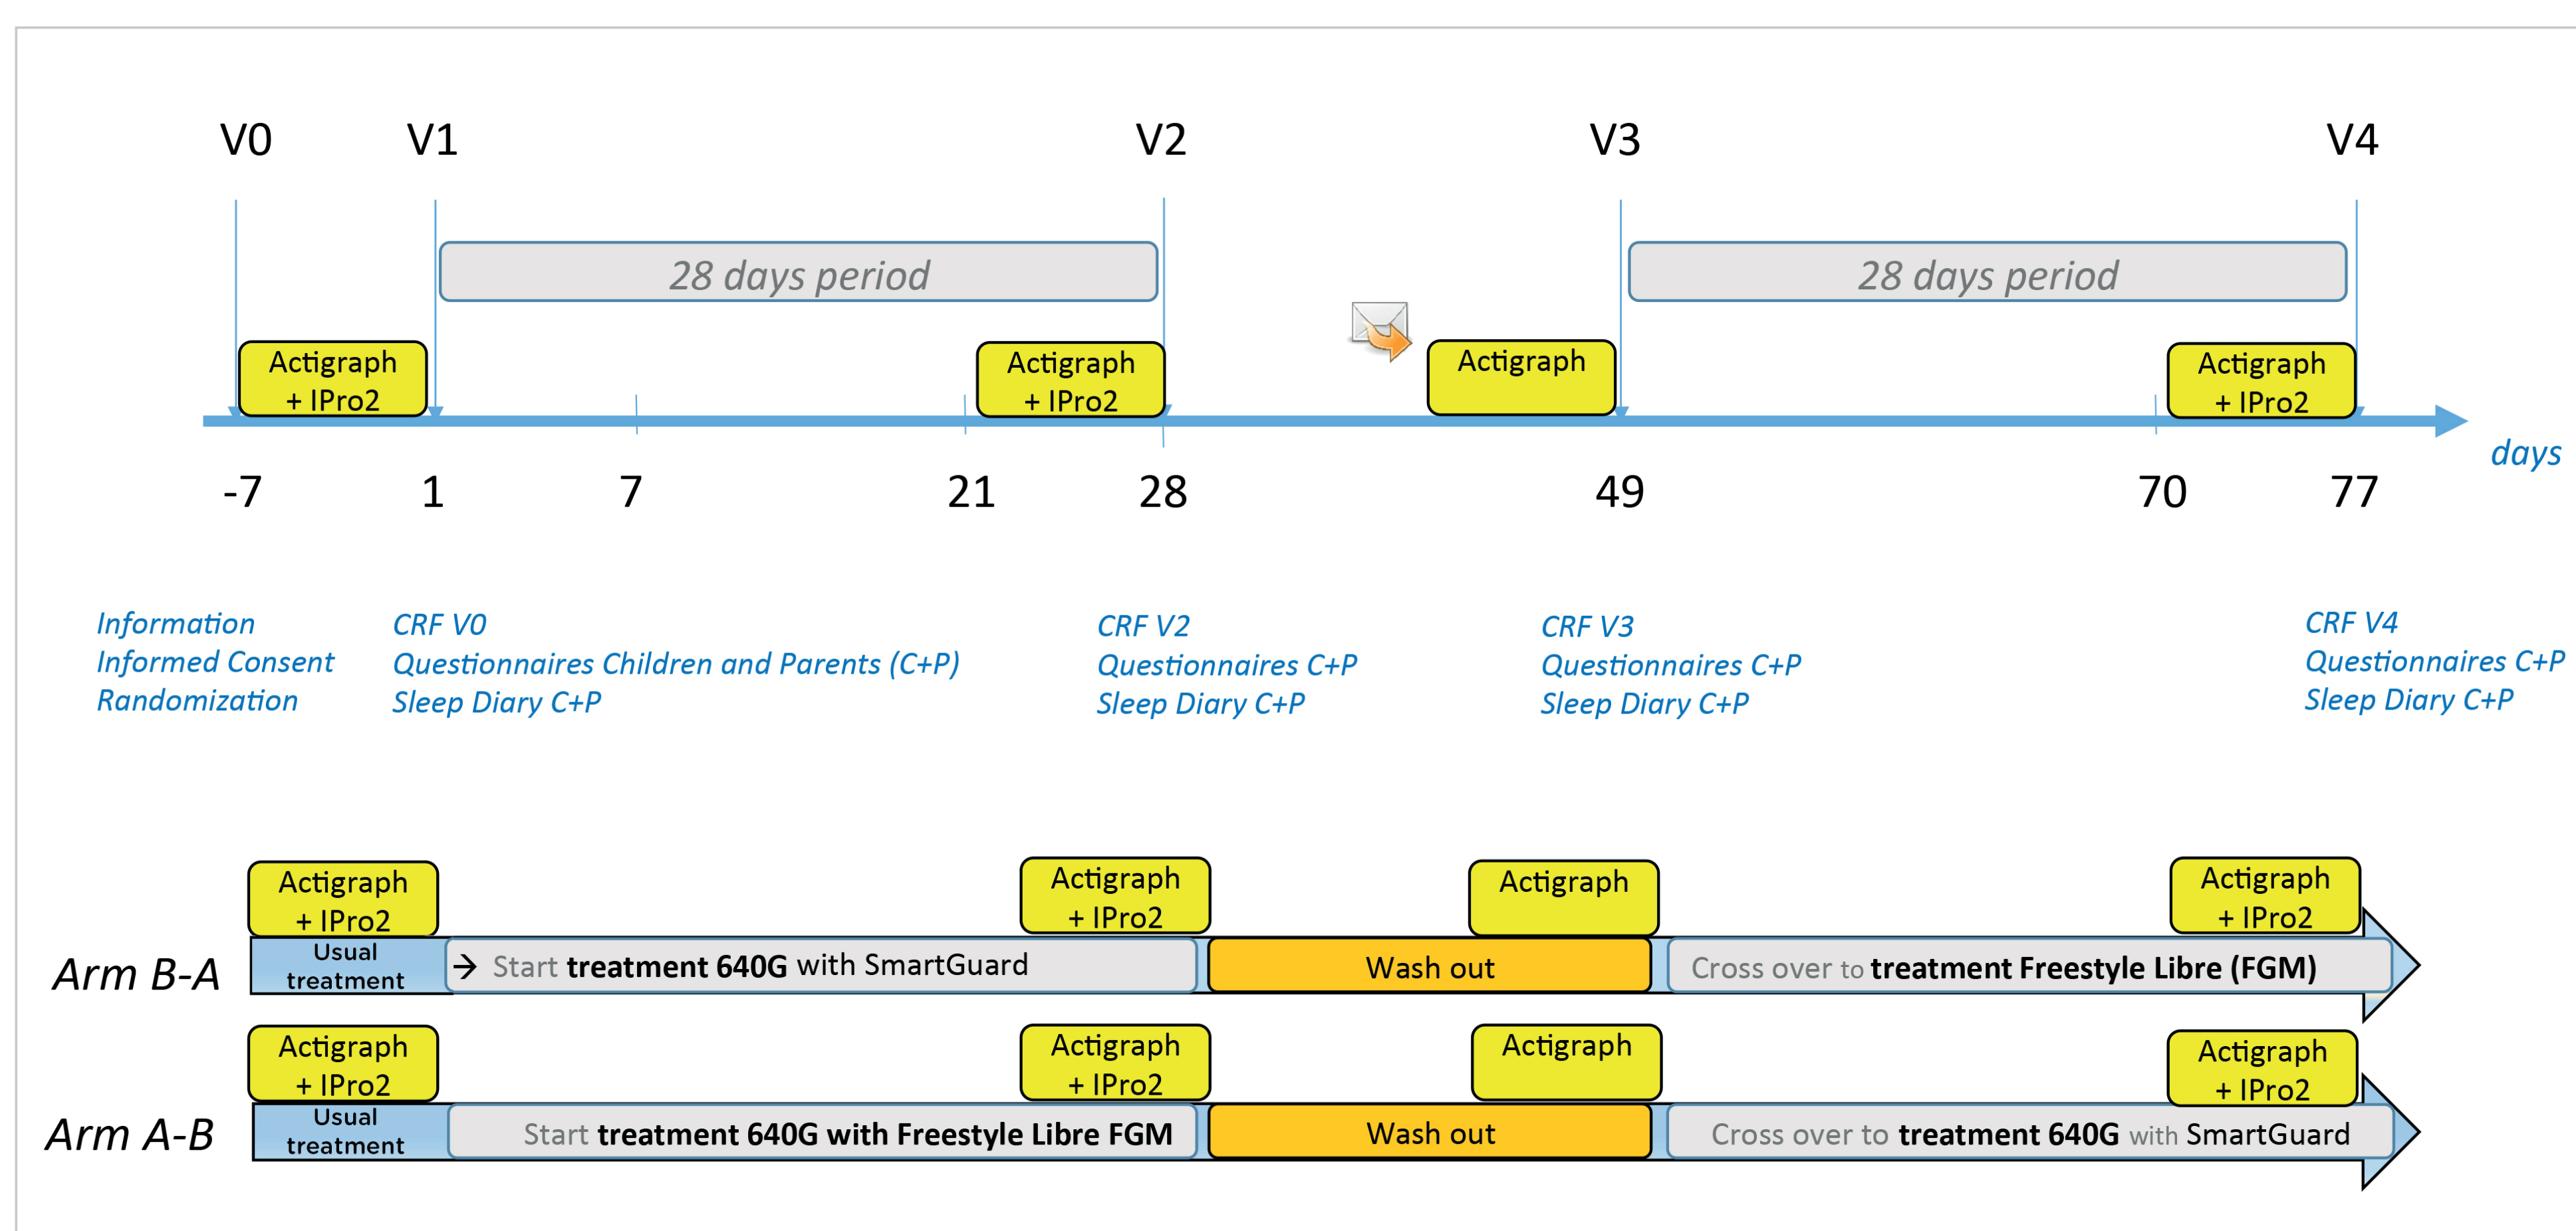 V0 V1 V2 V3 V4
28 days period 28 days period
Actigraph
+ IPro2
Actigraph
+ IPro2
Actigraph
Actigraph
+ IPro2
days
-7 1 7 21 28 49 70 77
Information
Informed Consent
Randomization
CRF V0
Questionnaires Children and Parents (C+P)
Sleep Diary C+P
CRF V2
Questionnaires C+P
Sleep Diary C+P
CRF V3
Questionnaires C+P
Sleep Diary C+P
CRF V4
Questionnaires C+P
Sleep Diary C+P
Actigraph
+ IPro2
Actigraph
+ IPro2
Actigraph
Actigraph
+ IPro2
Arm B-A
Usual
treatment
→ Start treatment 640G with SmartGuard
Wash out
Cross over to treatment Freestyle Libre (FGM)
Actigraph
+ IPro2
Actigraph
+ IPro2
Actigraph
Actigraph
+ IPro2
Arm A-B
Usual
treatment
Start treatment 640G with Freestyle Libre FGM
Wash out
Cross over to treatment 640G with SmartGuard